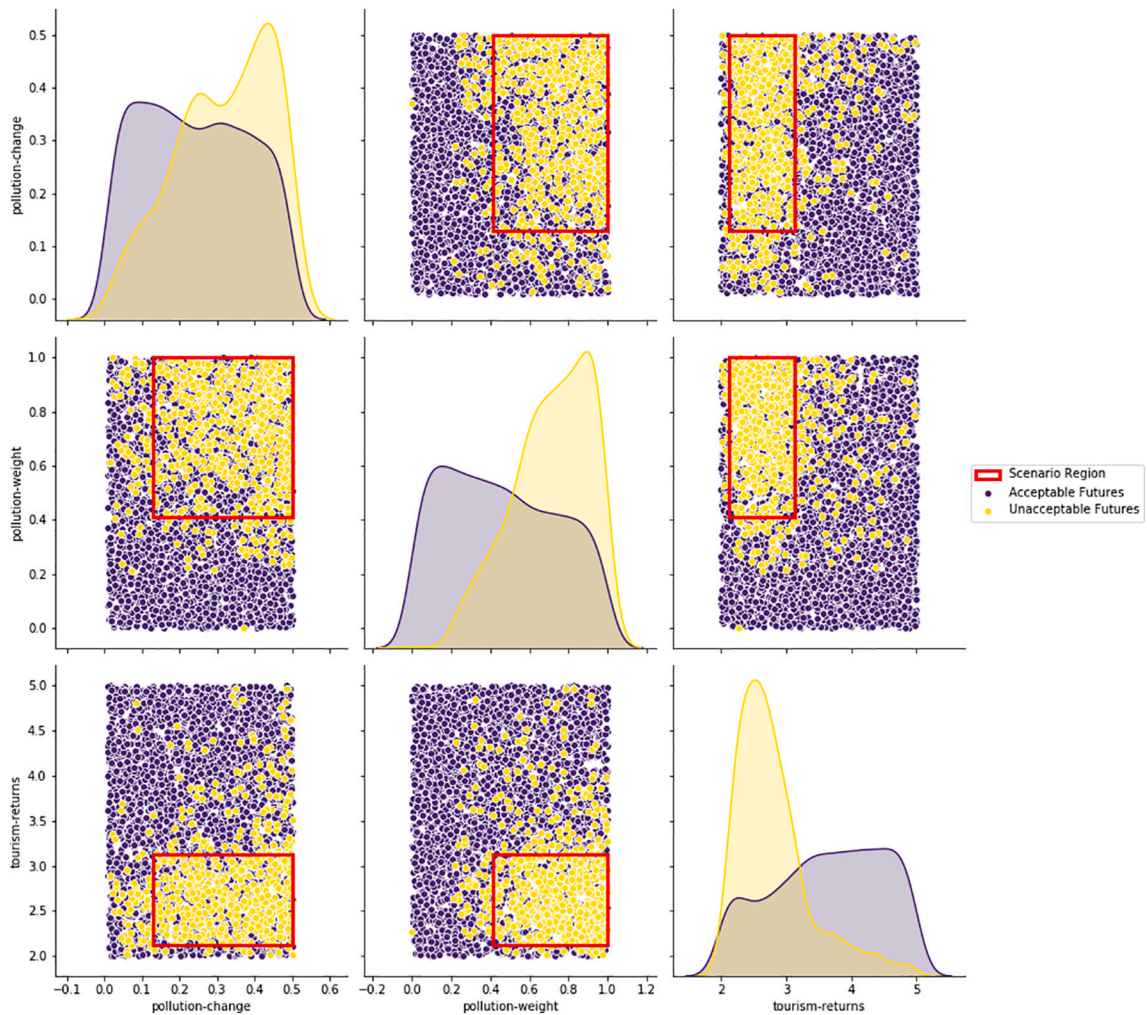 0.5
0.4
0.3
0.2
0.1
0.0
pollution-change
-0.1 0.0 0.1 0.2 0.3 0.4 0.5 0.6
pollution-change
1.0
0.8
0.6
0.4
0.2
0.0
pollution-weight
Scenario Region
Acceptable Futures
Unacceptable Futures
5.0
4.5
4.0
3.5
3.0
2.5
2.0
tourism-returns
−0.2 0.0 0.2 0.4 0.6 0.8 1.0 1.2
pollution-weight
2 3 4 5
tourism-returns